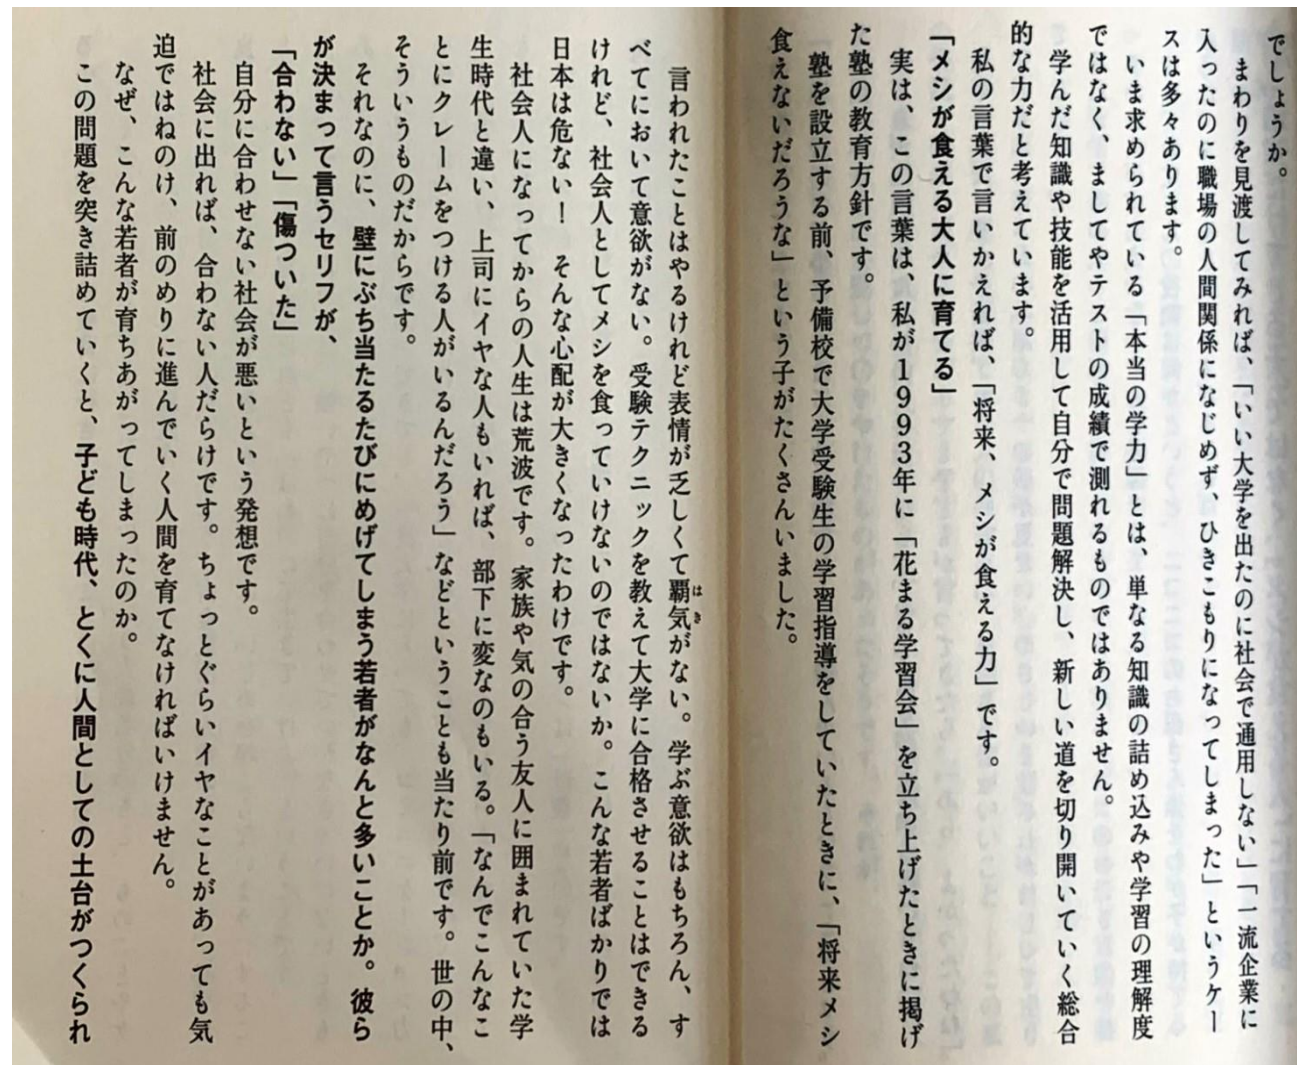 でしょうか。
まわりを見渡してみれば、「いい大学を出たのに社会で通用しない」「一流企業に
入ったのに職場の人間関係になじめず、ひきこもりになってしまった」というケー
スは多々あります。
いま求められている「本当の学力」とは、単なる知識の詰め込みや学習の理解度
ではなく、ましてやテストの成績で測れるものではありません。
学んだ知識や技能を活用して自分で問題解決し、新しい道を切り開いていく総合
的な力だと考えています。
私の言葉で言いかえれば、「将来、メシが食える力」です。
「メシが食える大人に育てる」
実は、この言葉は、私が1993年に「花まる学習会」を立ち上げたときに掲げ
た塾の教育方針です。
塾を設立する前、予備校で大学受験生の学習指導をしていたときに、「将来メシ
食えないだろうな」という子がたくさんいました。
言われたことはやるけれど表情が乏しくて覇気がない。学ぶ意欲はもちろん、す
べてにおいて意欲がない。受験テクニックを教えて大学に合格させることはできる
けれど、社会人としてメシを食っていけないのではないか。こんな若者ばかりでは
日本は危ない！　そんな心配が大きくなったわけです。
社会人になってからの人生は荒波です。家族や気の合う友人に囲まれていた学
生時代と違い、上司にイヤな人もいれば、部下に変なのもいる。「なんでこんなこ
とにクレームをつける人がいるんだろう」などということも当たり前です。世の中、
そういうものだからです。
それなのに、壁にぶち当たるたびにめげてしまう若者がなんと多いことか。彼ら
が決まって言うセリフが、
「合わない」「傷ついた」
自分に合わせない社会が悪いという発想です。
社会に出れば、合わない人だらけです。ちょっとぐらいイヤなことがあっても気
迫ではねのけ、前のめりに進んでいく人間を育てなければいけません。
なぜ、こんな若者が育ちあがってしまったのか。
この問題を突き詰めていくと、子ども時代、とくに人間としての土台がつくられ